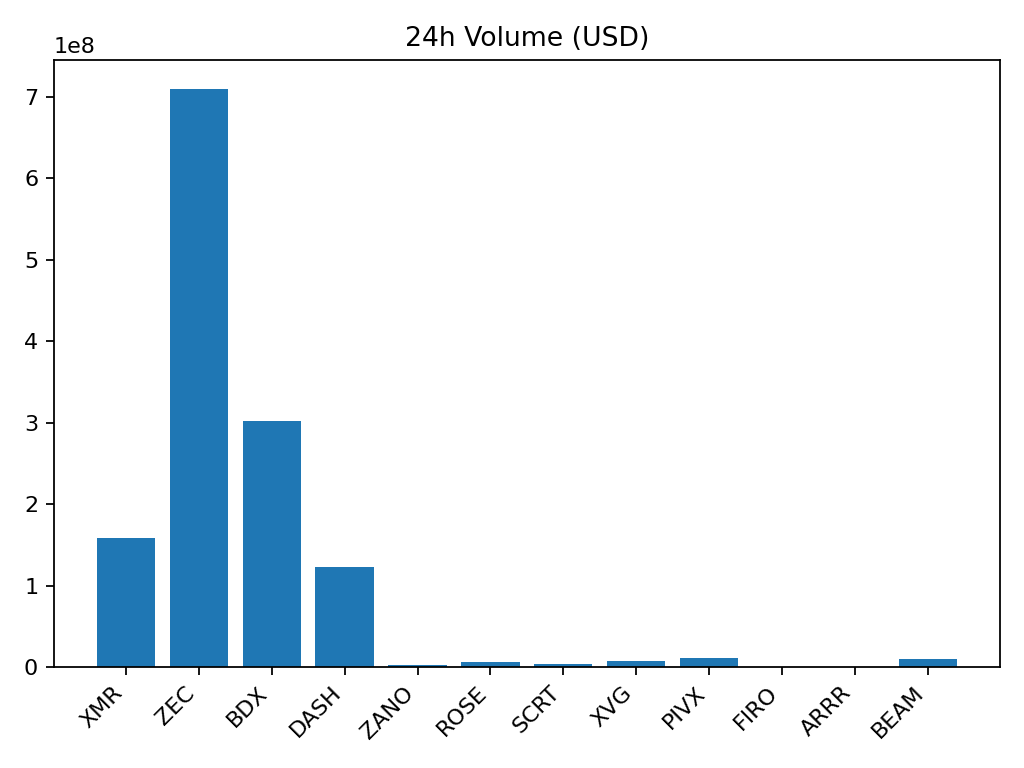 24h Volume (USD)
1e8
7
6
5
4
3
2
1
0
XMR
ZEC
BDX
DASH
ZANO
ROSE
SCRT
XVG
PIVX
FIRO
ARRR
BEAM